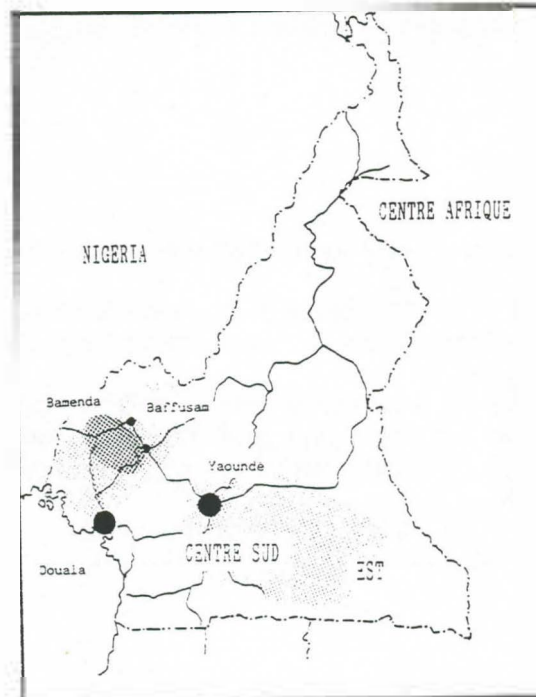 CENTRE AFRIQUE
NIGERIA
Bamenda
Baffusam
Yaounde
CENTRE SUD
Douala
EST